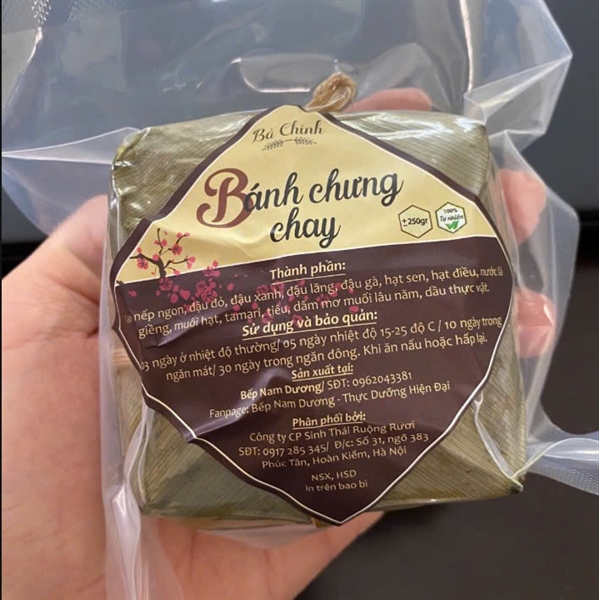 Bà Chinh
Bánh chưng
chay
±250gr
100%
Tự nhiên
Thành phần:
nếp ngon, đậu đỏ, đậu xanh, đậu lăng, đậu gà, hạt sen, hạt điều, nước lá
giềng, muối hạt, tamari, tiêu, dấm mơ muối lâu năm, dầu thực vật.
Sử dụng và bảo quản:
03 ngày ở nhiệt độ thường/ 05 ngày nhiệt độ 15-25 độ C / 10 ngày trong
ngăn mát/ 30 ngày trong ngăn đông. Khi ăn nấu hoặc hấp lại.
Sản xuất tại:
Bếp Nam Dương/ SĐT: 0962043381
Fanpage: Bếp Nam Dương - Thực Dưỡng Hiện Đại
Phân phối bởi:
Công ty CP Sinh Thái Ruộng Rươi
SĐT: 0917 285 345/ Đ/c: Số 31, ngõ 383
Phúc Tân, Hoàn Kiếm, Hà Nội
NSX, HSD
In trên bao bì